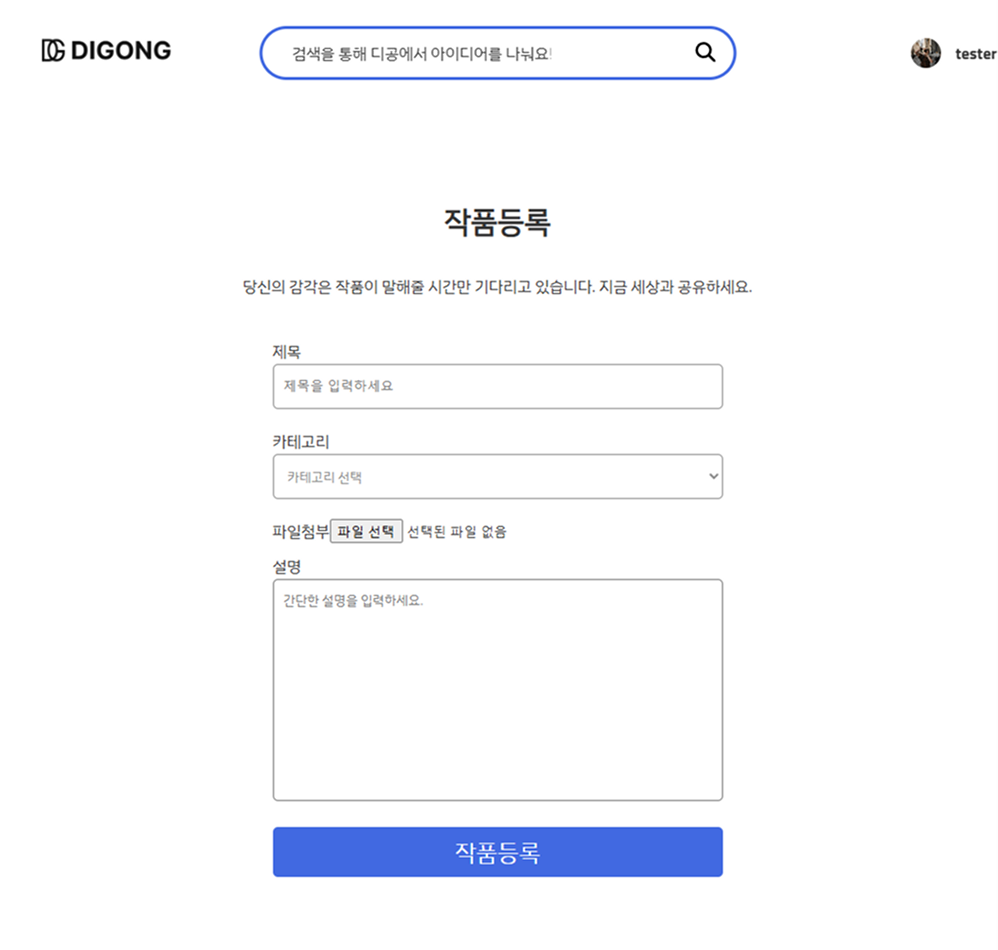 DG DIGONG
검색을 통해 디공에서 아이디어를 나눠요!
tester
작품등록
당신의 감각은 작품이 말해줄 시간만 기다리고 있습니다. 지금 세상과 공유하세요.
제목
제목을 입력하세요
카테고리
카테고리 선택
파일첨부 파일 선택 선택된 파일 없음
설명
간단한 설명을 입력하세요.
작품등록